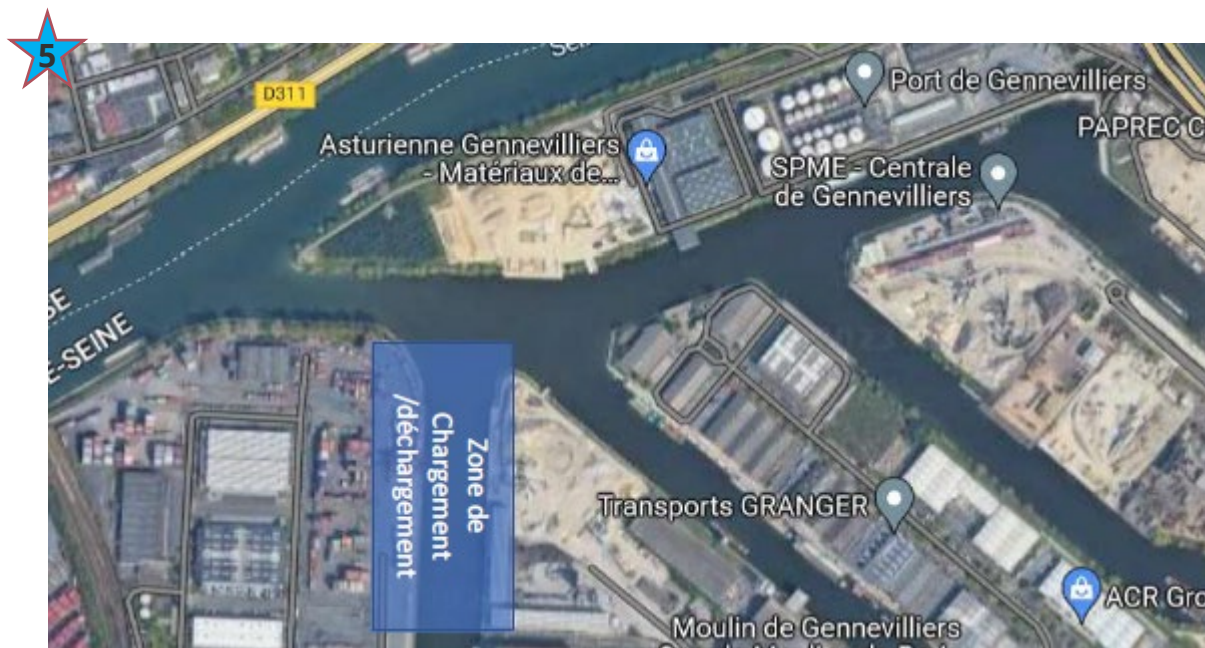 5
D311
Port de Gennevilliers
Asturienne Gennevilliers
- Matériaux de...
PAPREC C
SPME - Centrale
de Gennevilliers
E-SEINE
Zone de
Chargement
/déchargement
Transports GRANGER
ACR Gro
Moulin de Gennevilliers